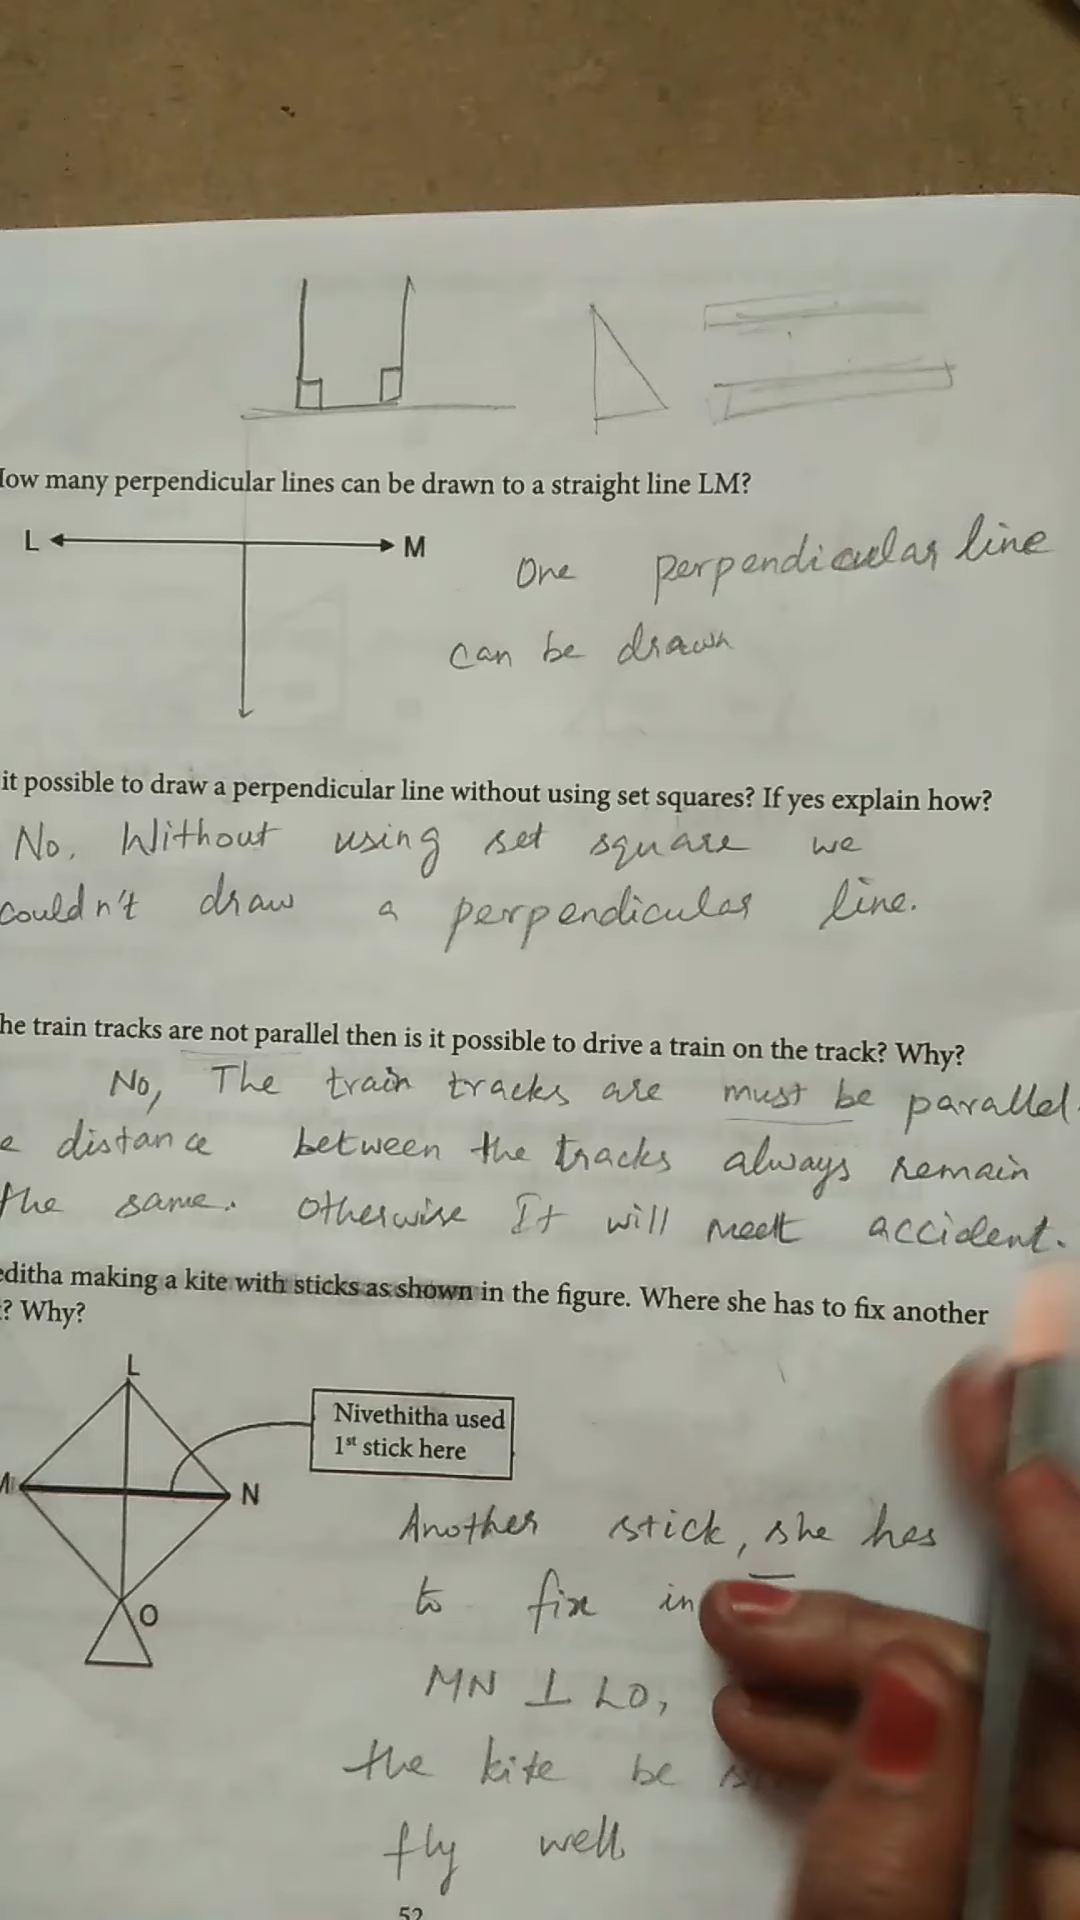 How many perpendicular lines can be drawn to a straight line LM?
L M
One perpendicular line
can be drawn
it possible to draw a perpendicular line without using set squares? If yes explain how?
No. Without using set square we
couldn't draw a perpendicular line.
he train tracks are not parallel then is it possible to drive a train on the track? Why?
No, The train tracks are must be parallel.
e distance between the tracks always remain
the same. otherwise It will meet accident.
editha making a kite with sticks as shown in the figure. Where she has to fix another
? Why?
L
Nivethitha used
1st stick here
M N
Another stick, she has
to fix in
O
MN ⊥ LO,
the kite be
fly well
52